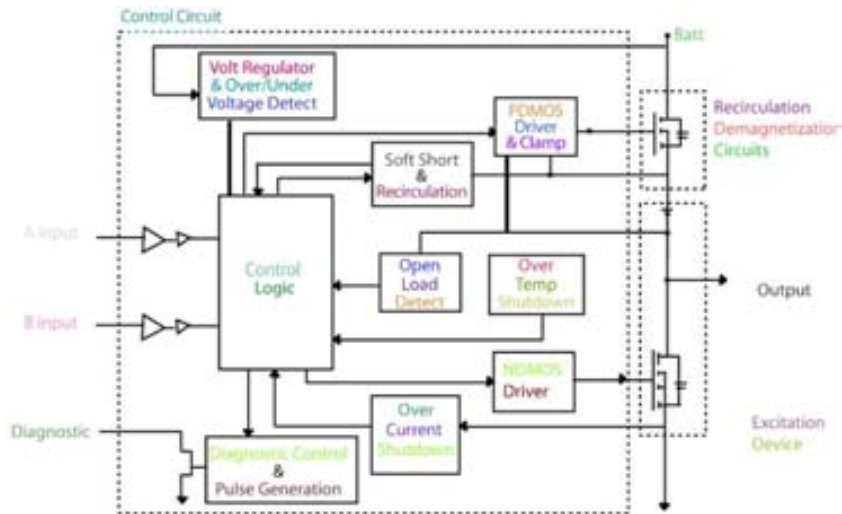 Control Circuit
Batt
Volt Regulator
& Over/Under
Voltage Detect
PDMOS
Driver
& Clamp
Recirculation
Demagnetization
Circuits
Soft Short
&
Recirculation
A input
Control
Logic
Open
Load
Detect
Over
Temp
Shutdown
Output
B input
NDMOS
Driver
Over
Current
Shutdown
Excitation
Device
Diagnostic
Diagnostic Control
&
Pulse Generation